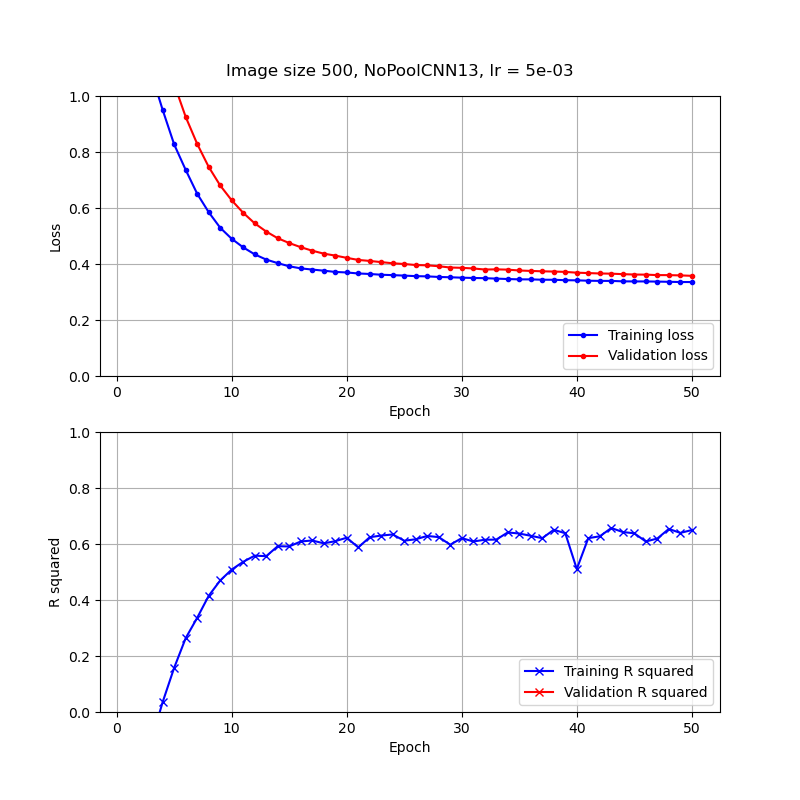 Image size 500, NoPoolCNN13, lr = 5e-03
1.0
0.8
0.6
0.4
0.2
0.0
Loss
Training loss
Validation loss
0 10 20 30 40 50
Epoch
1.0
0.8
0.6
0.4
0.2
0.0
R squared
Training R squared
Validation R squared
0 10 20 30 40 50
Epoch